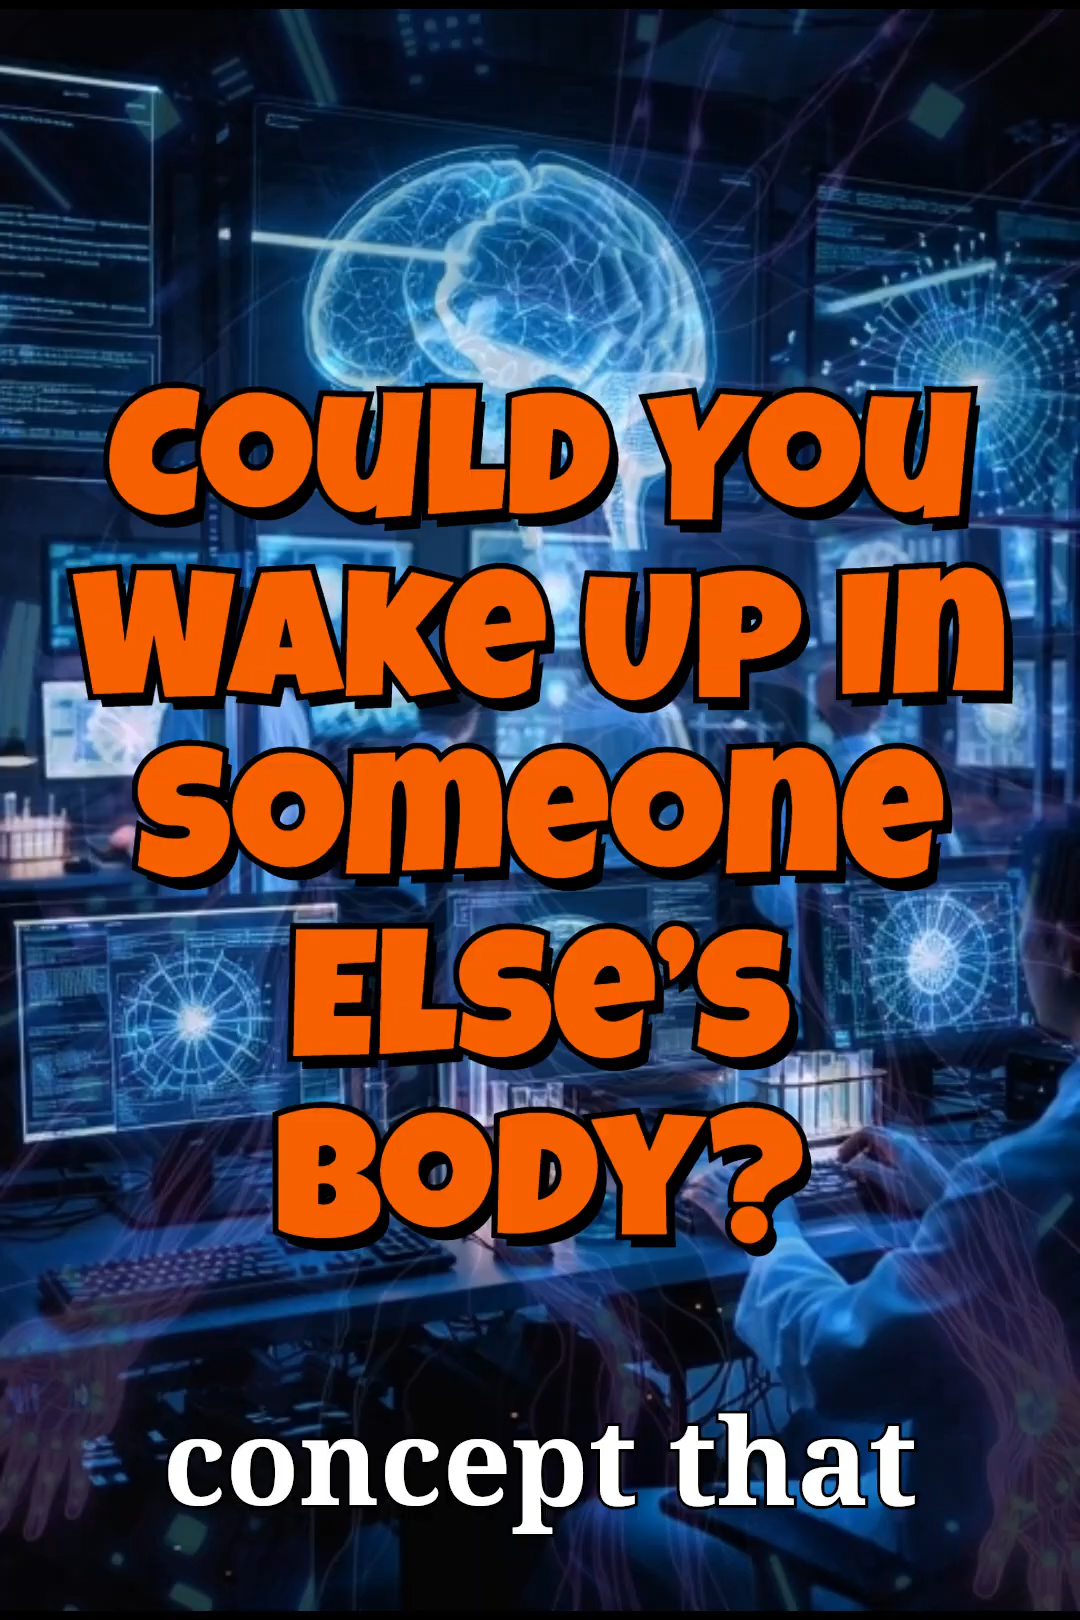 COULD YOU
WAKE UP IN
SOMEONE
ELSE’S
BODY?
concept that